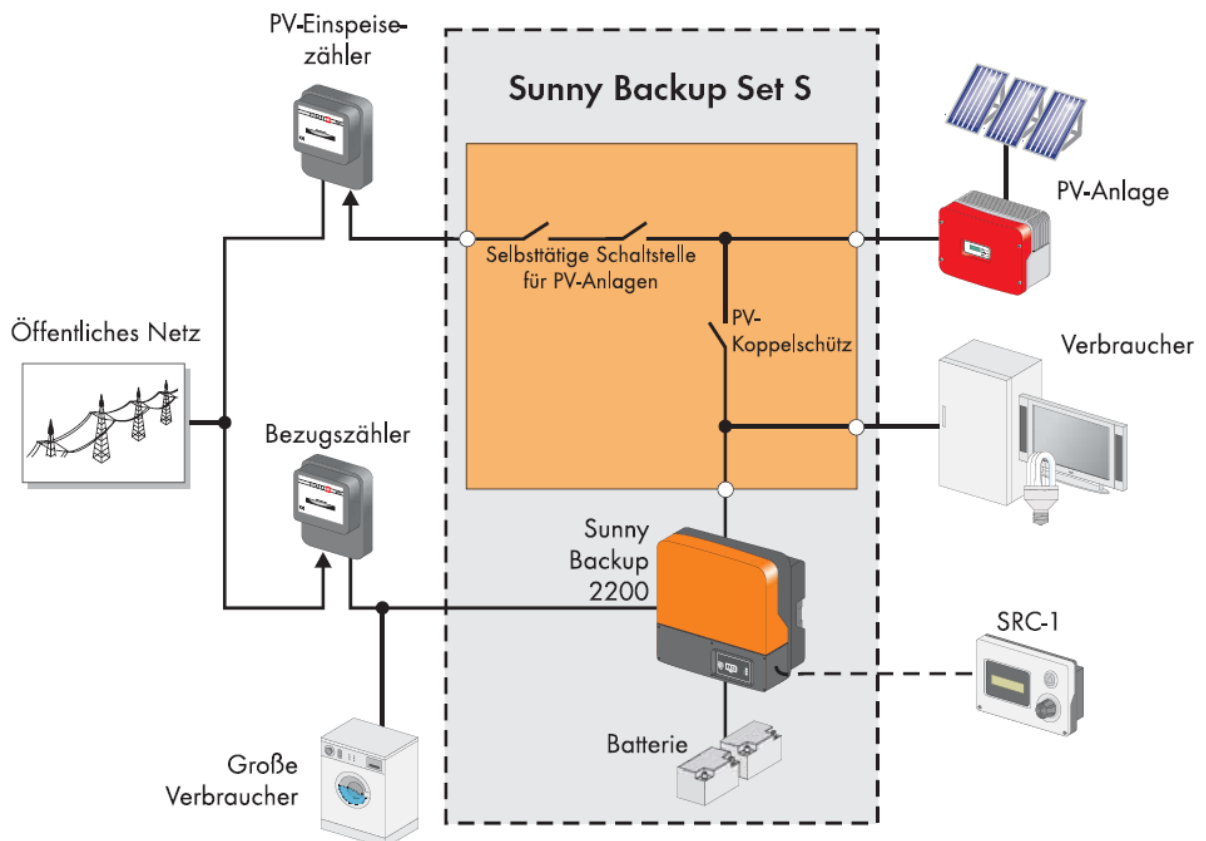 PV-Einspeise-
zähler
Sunny Backup Set S
PV-Anlage
Selbsttätige Schaltstelle
für PV-Anlagen
PV-
Koppelschütz
Öffentliches Netz
Verbraucher
Bezugszähler
Sunny
Backup
2200
SRC-1
Batterie
Große
Verbraucher